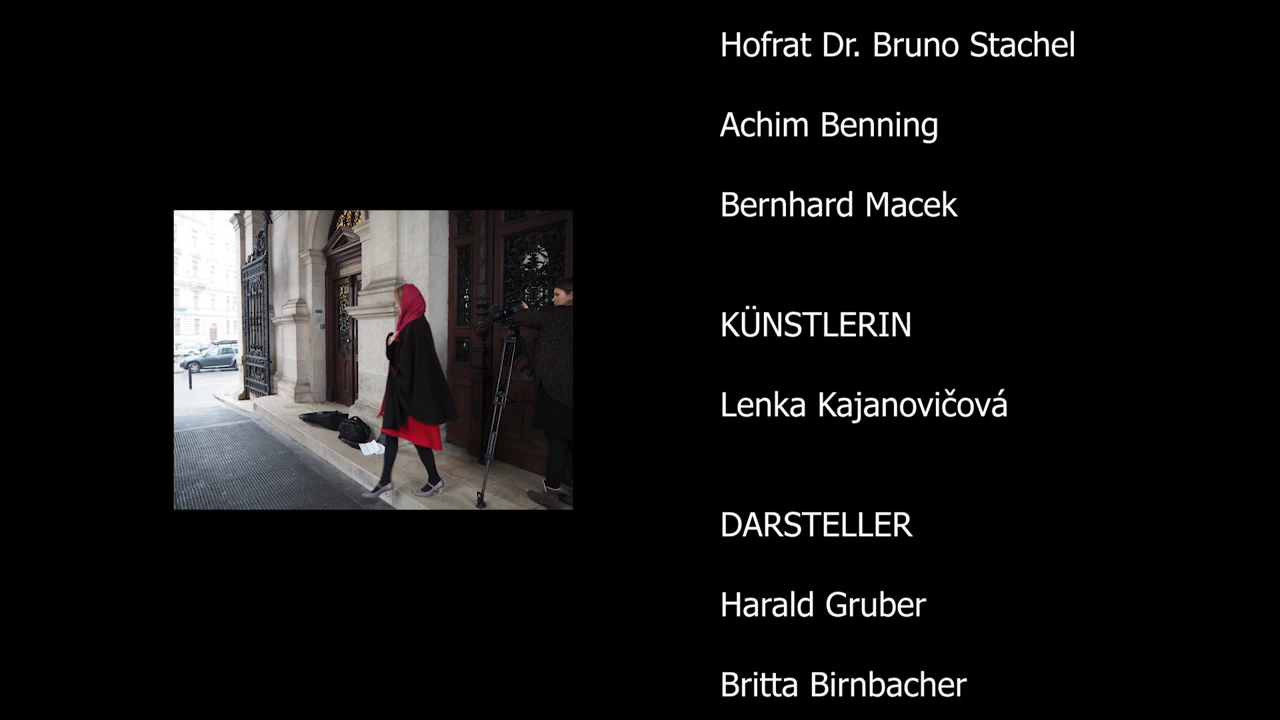 Hofrat Dr. Bruno Stachel
Achim Benning
Bernhard Macek
KÜNSTLERIN
Lenka Kajanovičová
DARSTELLER
Harald Gruber
Britta Birnbacher